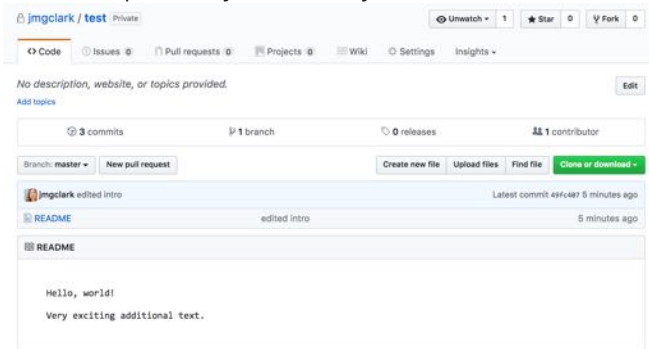 jmgclark / test Private Unwatch 1 Star 0 Fork 0
Code Issues 0 Pull requests 0 Projects 0 Wiki Settings Insights
No description, website, or topics provided. Edit
Add topics
3 commits 1 branch 0 releases 1 contributor
Branch: master New pull request Create new file Upload files Find file Clone or download
jmgclark edited intro Latest commit 49fc487 5 minutes ago
README edited intro 5 minutes ago
README
Hello, world!
Very exciting additional text.